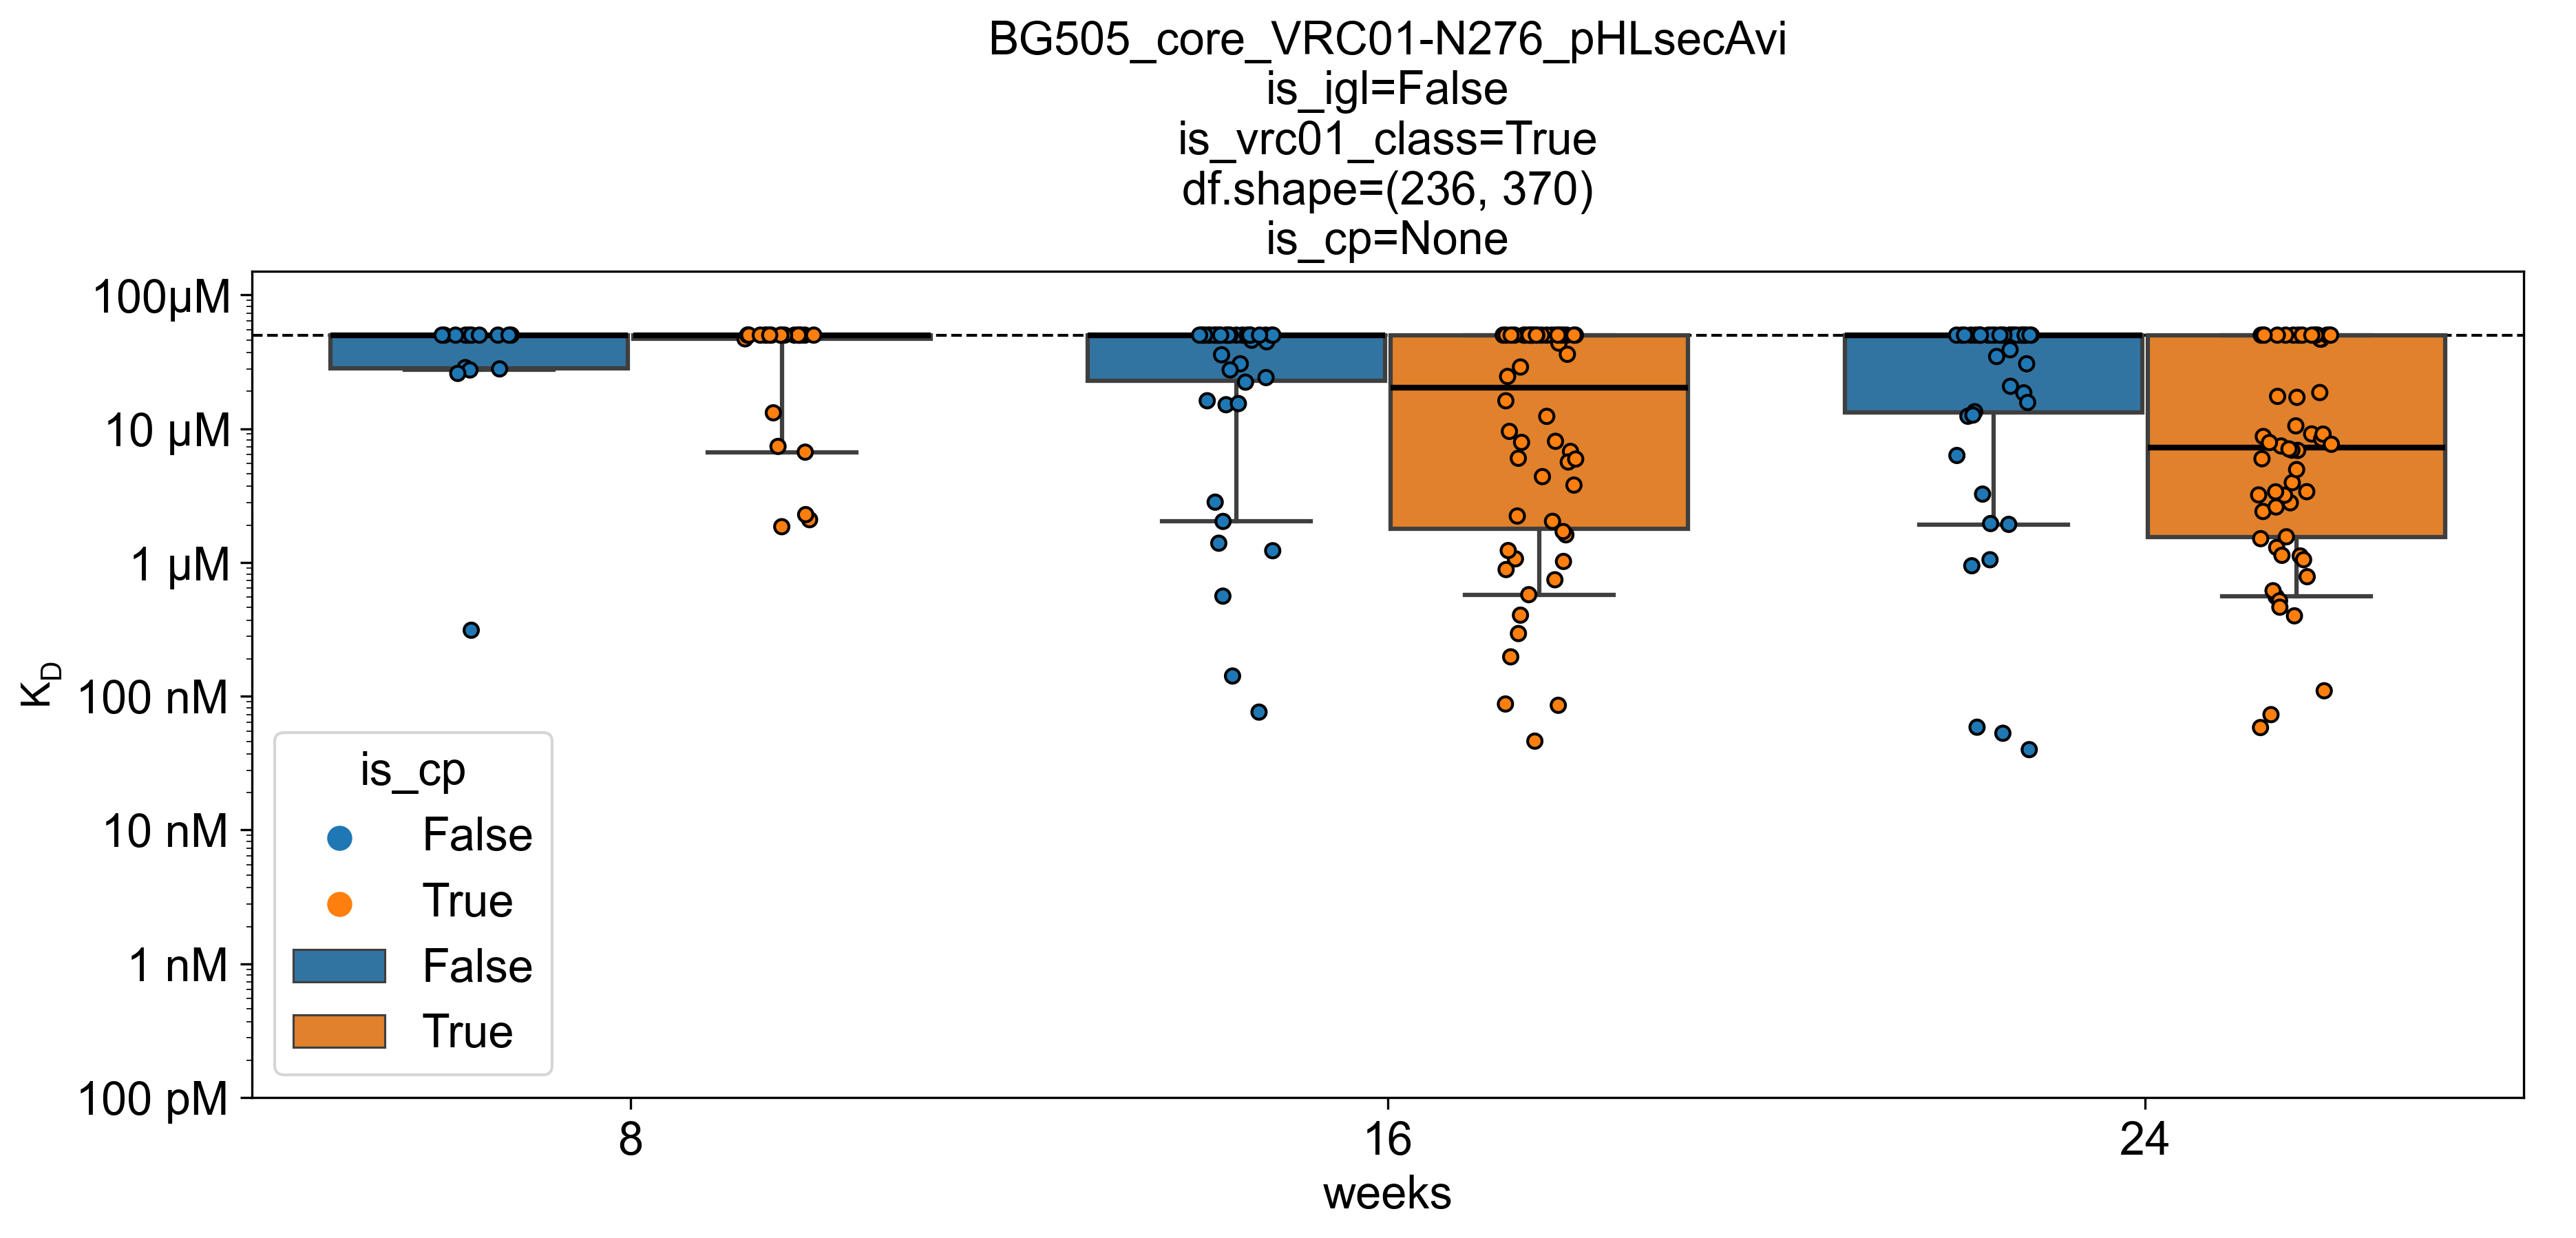 BG505_core_VRC01-N276_pHLsecAvi
is_igl=False
is_vrc01_class=True
df.shape=(236, 370)
is_cp=None
100µM
10 µM
1 µM
100 nM
10 nM
1 nM
100 pM
K_D
is_cp
False
True
False
True
8
16
24
weeks